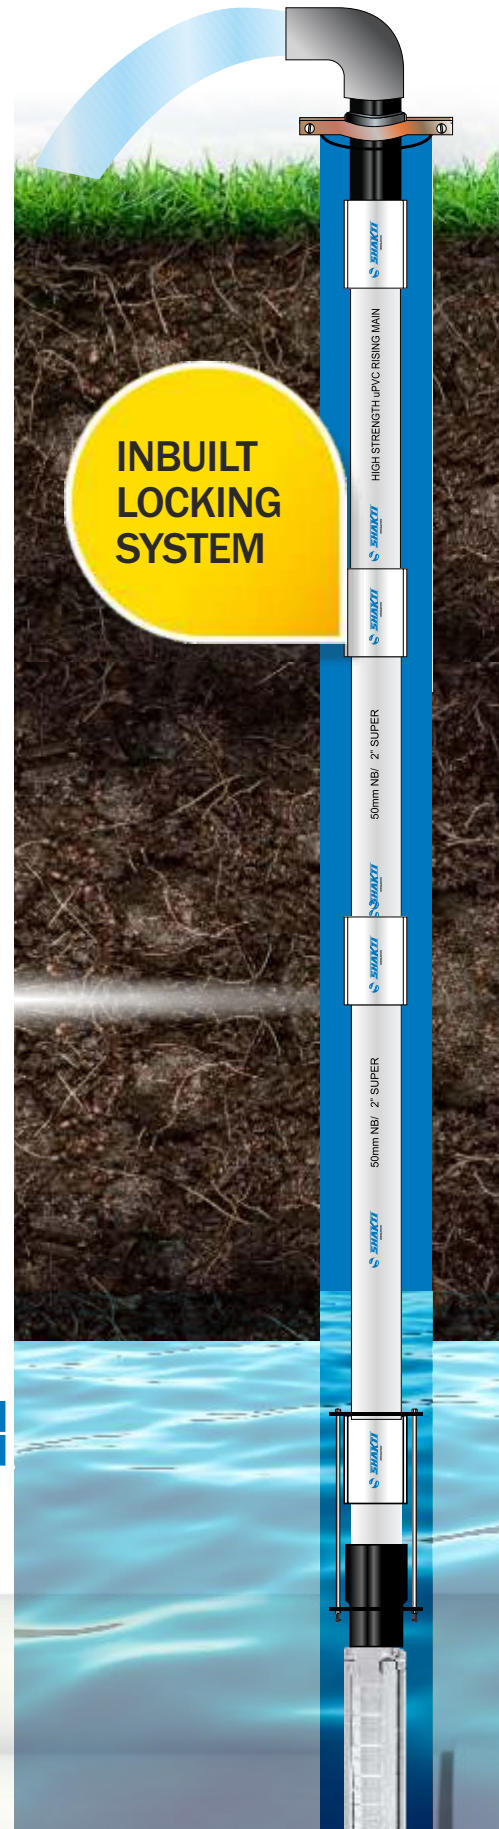 SHAKTI
HIGH STRENGTH uPVC RISING MAIN
INBUILT
LOCKING
SYSTEM
SHAKTI
SHAKTI
50mm NB/ 2" SUPER
SHAKTI
SHAKTI
50mm NB/ 2" SUPER
SHAKTI
SHAKTI